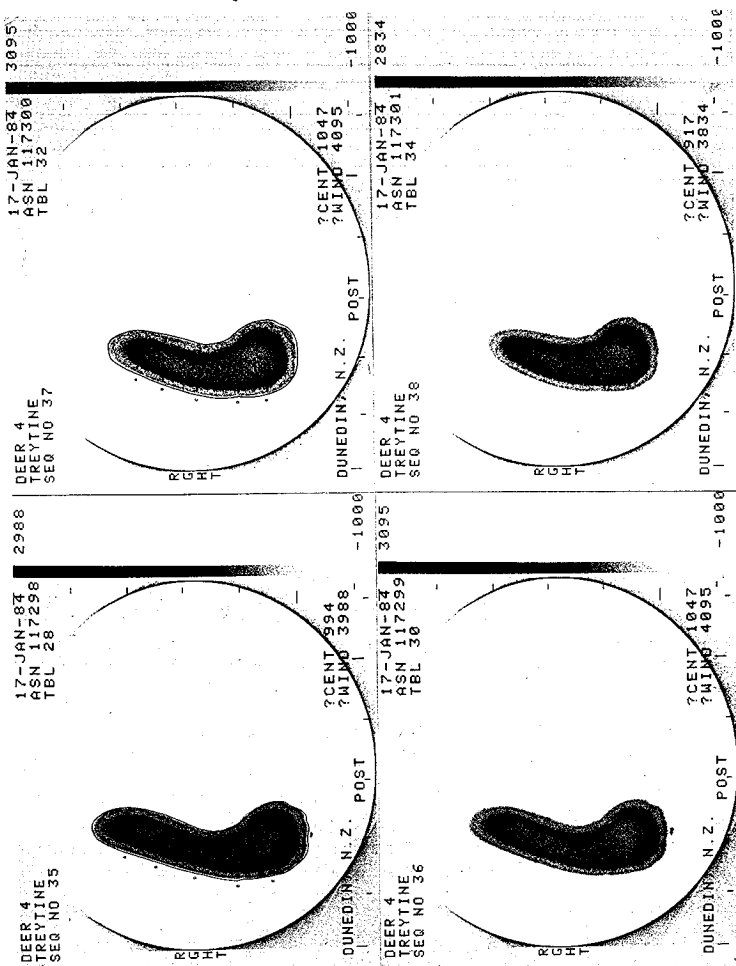 DEER 4
TREYTINE
SEQ NO 35
17-JAN-84
ASN 117298
TBL 28
2988
RGHT
?CENT 994
?WIND 3988
-1000
DUNEDIN, N.Z. POST
DEER 4
TREYTINE
SEQ NO 37
17-JAN-84
ASN 117300
TBL 32
3095
RGHT
?CENT 1047
?WIND 4095
-1000
DUNEDIN, N.Z. POST
DEER 4
TREYTINE
SEQ NO 36
17-JAN-84
ASN 117299
TBL 30
3095
RGHT
?CENT 1047
?WIND 4095
-1000
DUNEDIN, N.Z. POST
DEER 4
TREYTINE
SEQ NO 38
17-JAN-84
ASN 117301
TBL 34
2834
RGHT
?CENT 917
?WIND 3834
-1000
DUNEDIN, N.Z. POST